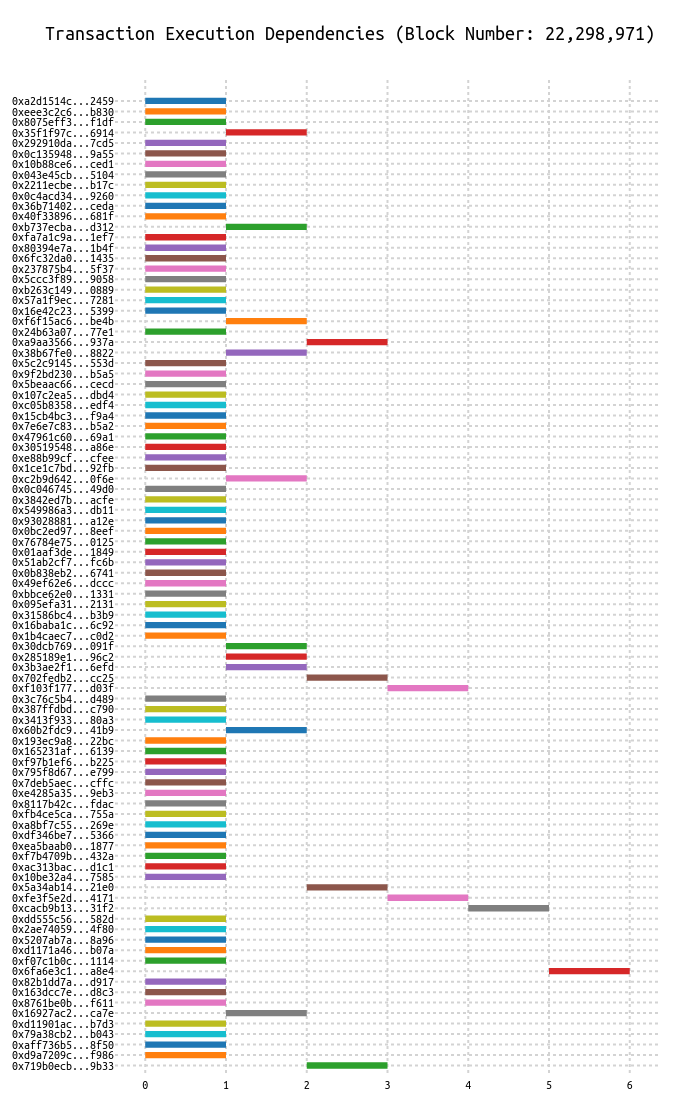 Transaction Execution Dependencies (Block Number: 22,298,971)
0xa2d1514c...2459
0xeee3c2c6...b830
0x8075eff3...f1df
0x35f1f97c...6914
0x292910da...7cd5
0x0c135948...9a55
0x10b88ce6...ced1
0x043e45cb...5104
0x2211ecbe...b17c
0x0c4acd34...9260
0x36b71402...ceda
0x40f33896...681f
0xb737ecba...d312
0xfa7a1c9a...1ef7
0x80394e7a...1b4f
0x6fc32da0...1435
0x237875b4...5f37
0x5ccc3f89...9058
0xb263c149...0889
0x57a1f9ec...7281
0x16e42c23...5399
0xf6f15ac6...be4b
0x24b63a07...77e1
0xa9aa3566...937a
0x38b67fe0...8822
0x5c2c9145...553d
0x9f2bd230...b5a5
0x5beaac66...cecd
0x107c2ea5...dbd4
0xc05b8358...edf4
0x15cb4bc3...f9a4
0x7e6e7c83...b5a2
0x47961c60...69a1
0x30519548...a86e
0xe88b99cf...cfee
0x1ce1c7bd...92fb
0xc2b9d642...0f6e
0x0c046745...49d0
0x3842ed7b...acfe
0x549986a3...db11
0x93028881...a12e
0x0bc2ed97...8eef
0x76784e75...0125
0x01aaf3de...1849
0x51ab2cf7...fc6b
0x0b838eb2...6741
0x49ef62e6...dccc
0xbbce62e0...1331
0x095efa31...2131
0x31586bc4...b3b9
0x16baba1c...6c92
0x1b4caec7...c0d2
0x30dcb769...091f
0x285189e1...96c2
0x3b3ae2f1...6efd
0x702fedb2...cc25
0xf103f177...d03f
0x3c76c5b4...d489
0x387ffdbd...c790
0x3413f933...80a3
0x60b2fdc9...41b9
0x193ec9a8...22bc
0x165231af...6139
0xf97b1ef6...b225
0x795f8d67...e799
0x7deb5aec...cffc
0xe4285a35...9eb3
0x8117b42c...fdac
0xfb4ce5ca...755a
0xa8bf7c55...269e
0xdf346be7...5366
0xea5baab0...1877
0xf7b4709b...432a
0xac313bac...d1c1
0x10be32a4...7585
0x5a34ab14...21e0
0xfe3f5e2d...4171
0xcacb9b13...31f2
0xdd555c56...582d
0x2ae74059...4f80
0x5207ab7a...8a96
0xd1171a46...b07a
0xf07c1b0c...1114
0x6fa6e3c1...a8e4
0x82b1dd7a...d917
0x163dcc7e...d8c3
0x8761be0b...f611
0x16927ac2...ca7e
0xd11901ac...b7d3
0x79a38cb2...b043
0xaff736b5...8f50
0xd9a7209c...f986
0x719b0ecb...9b33
0 1 2 3 4 5 6